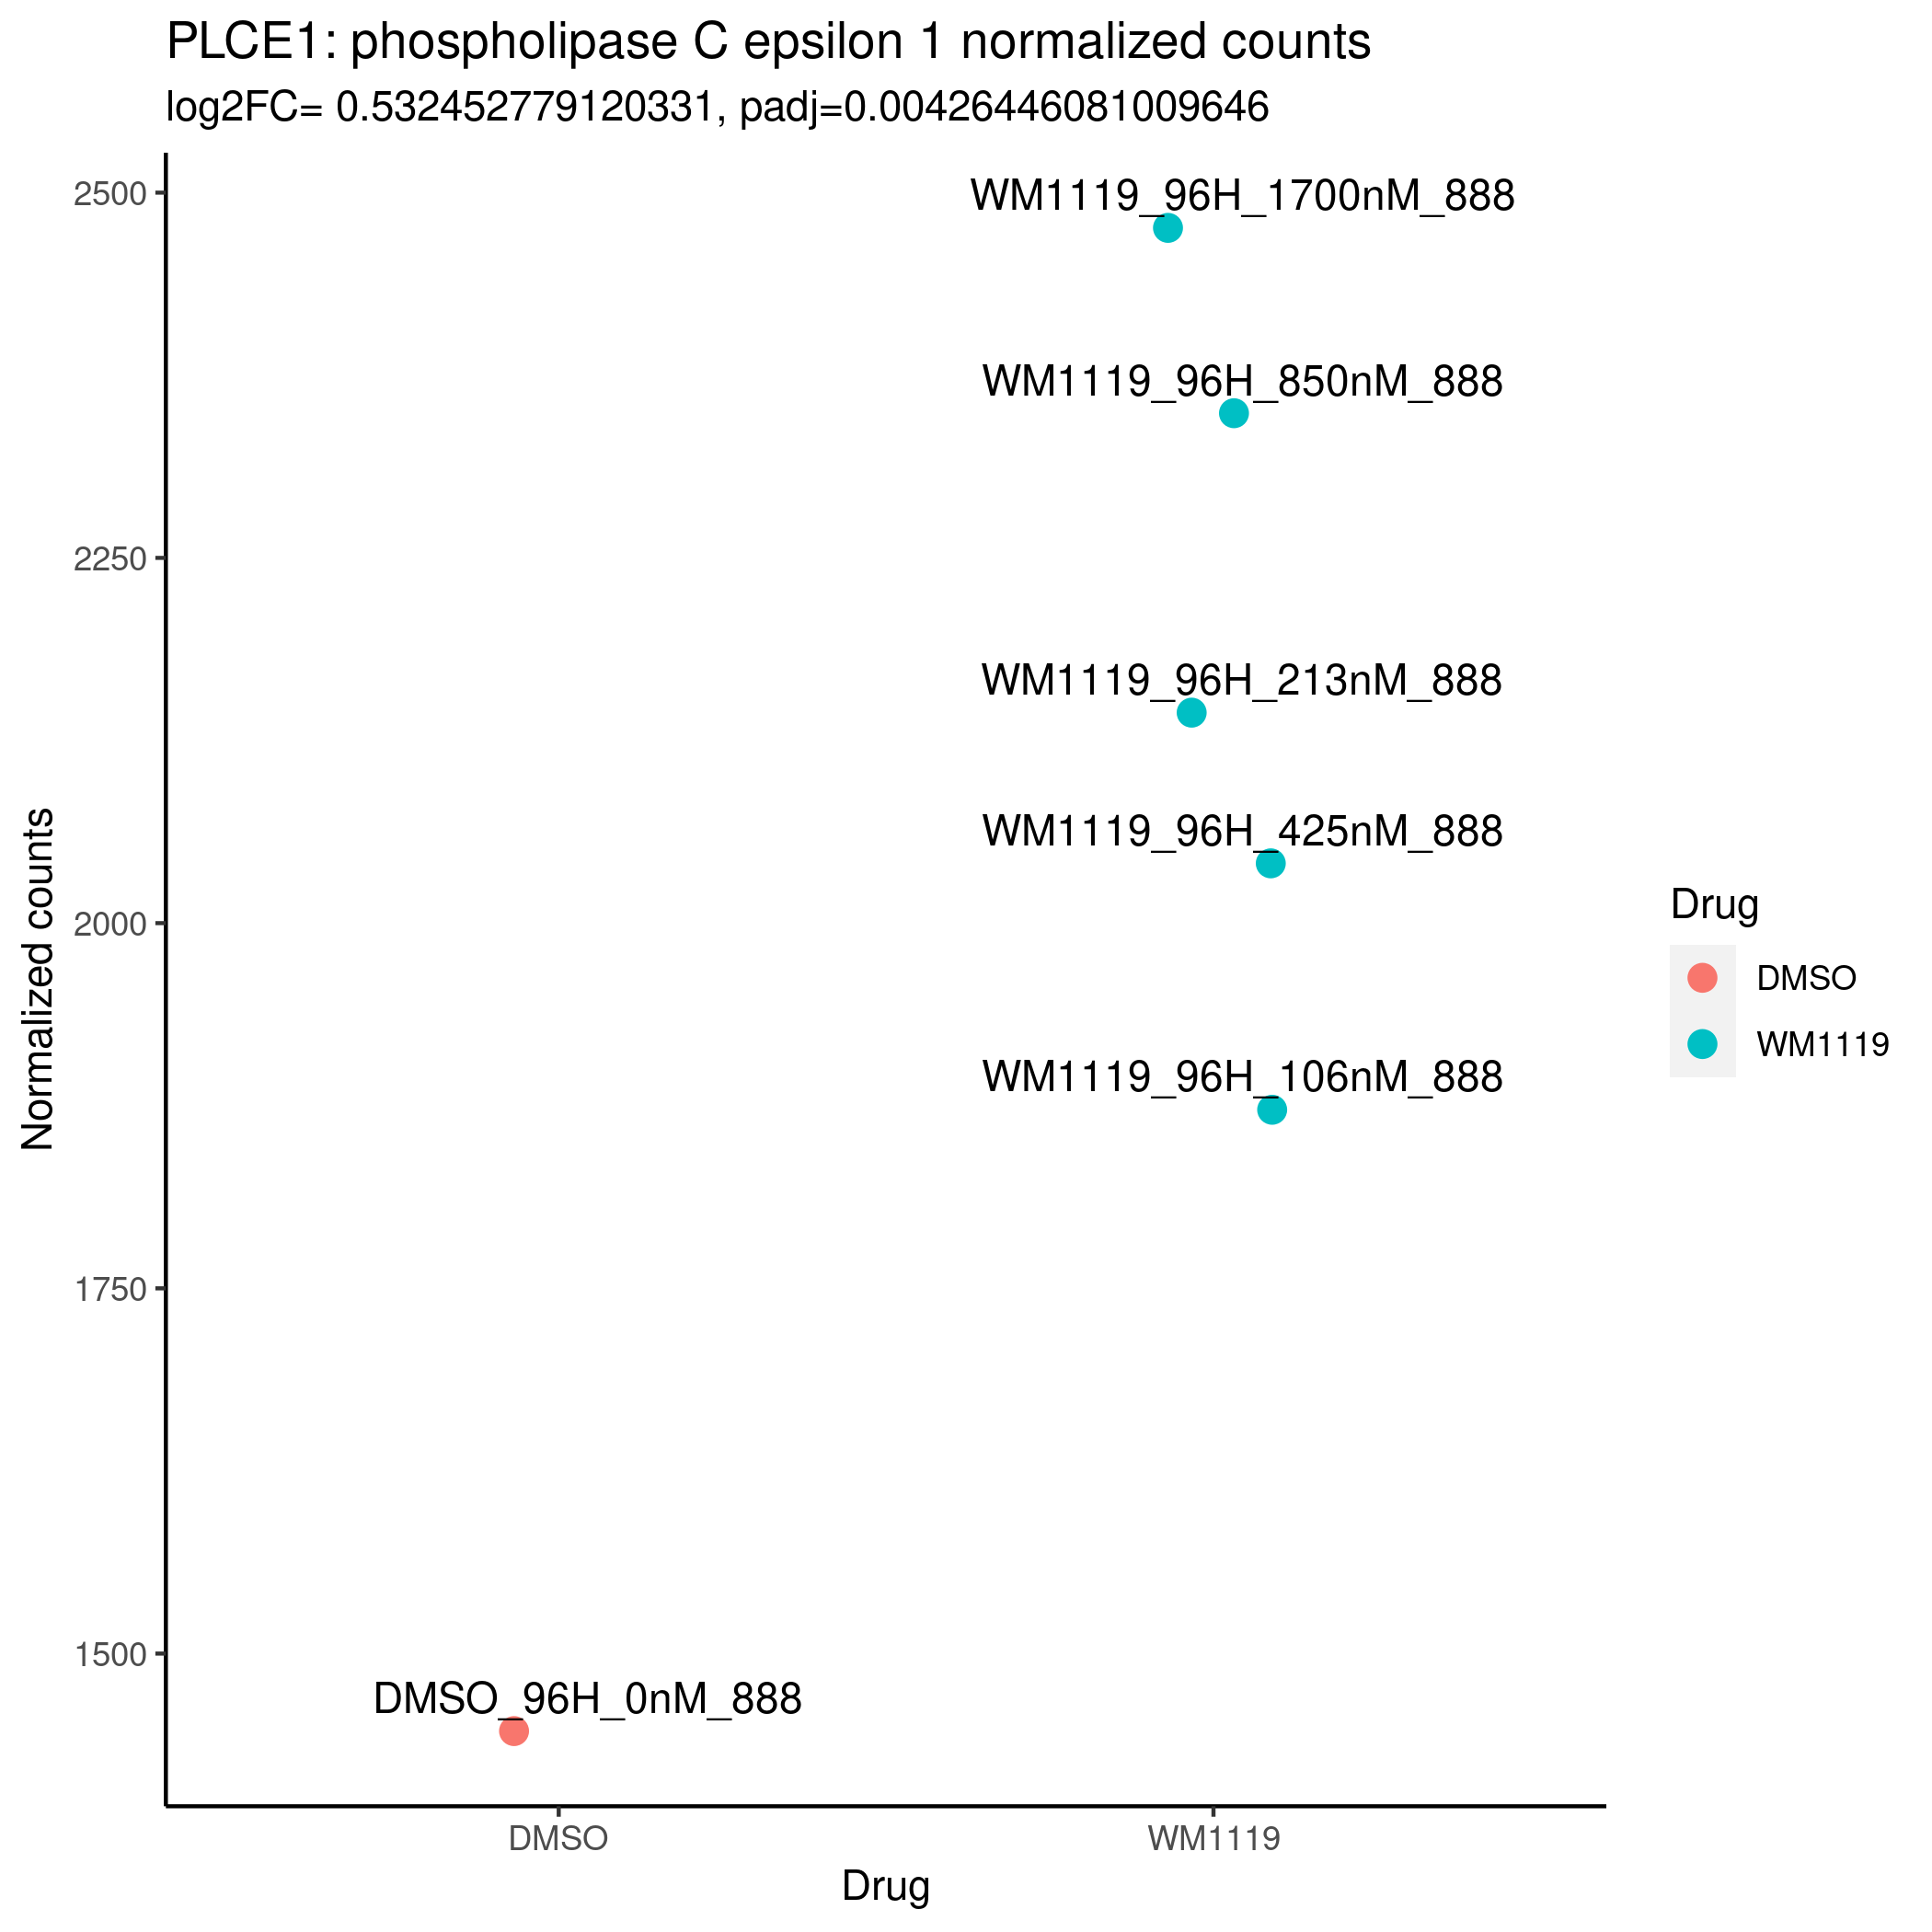 PLCE1: phospholipase C epsilon 1 normalized counts
log2FC= 0.532452779120331, padj=0.00426446081009646
2500
2250
2000
1750
1500
Normalized counts
WM1119_96H_1700nM_888
WM1119_96H_850nM_888
WM1119_96H_213nM_888
WM1119_96H_425nM_888
WM1119_96H_106nM_888
DMSO_96H_0nM_888
DMSO
WM1119
Drug
Drug
DMSO
WM1119